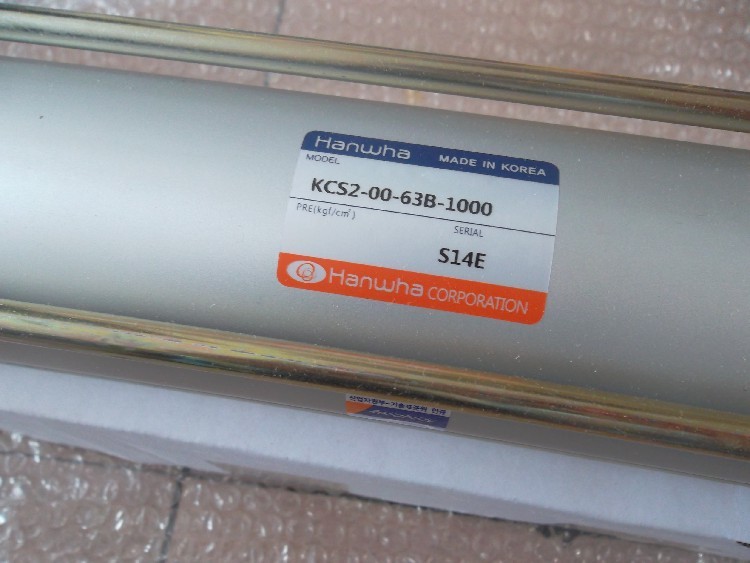 Hanwha MADE IN KOREA
MODEL
KCS2-00-63B-1000
PRE(kgf/cm²)
SERIAL
S14E
Hanwha CORPORATION